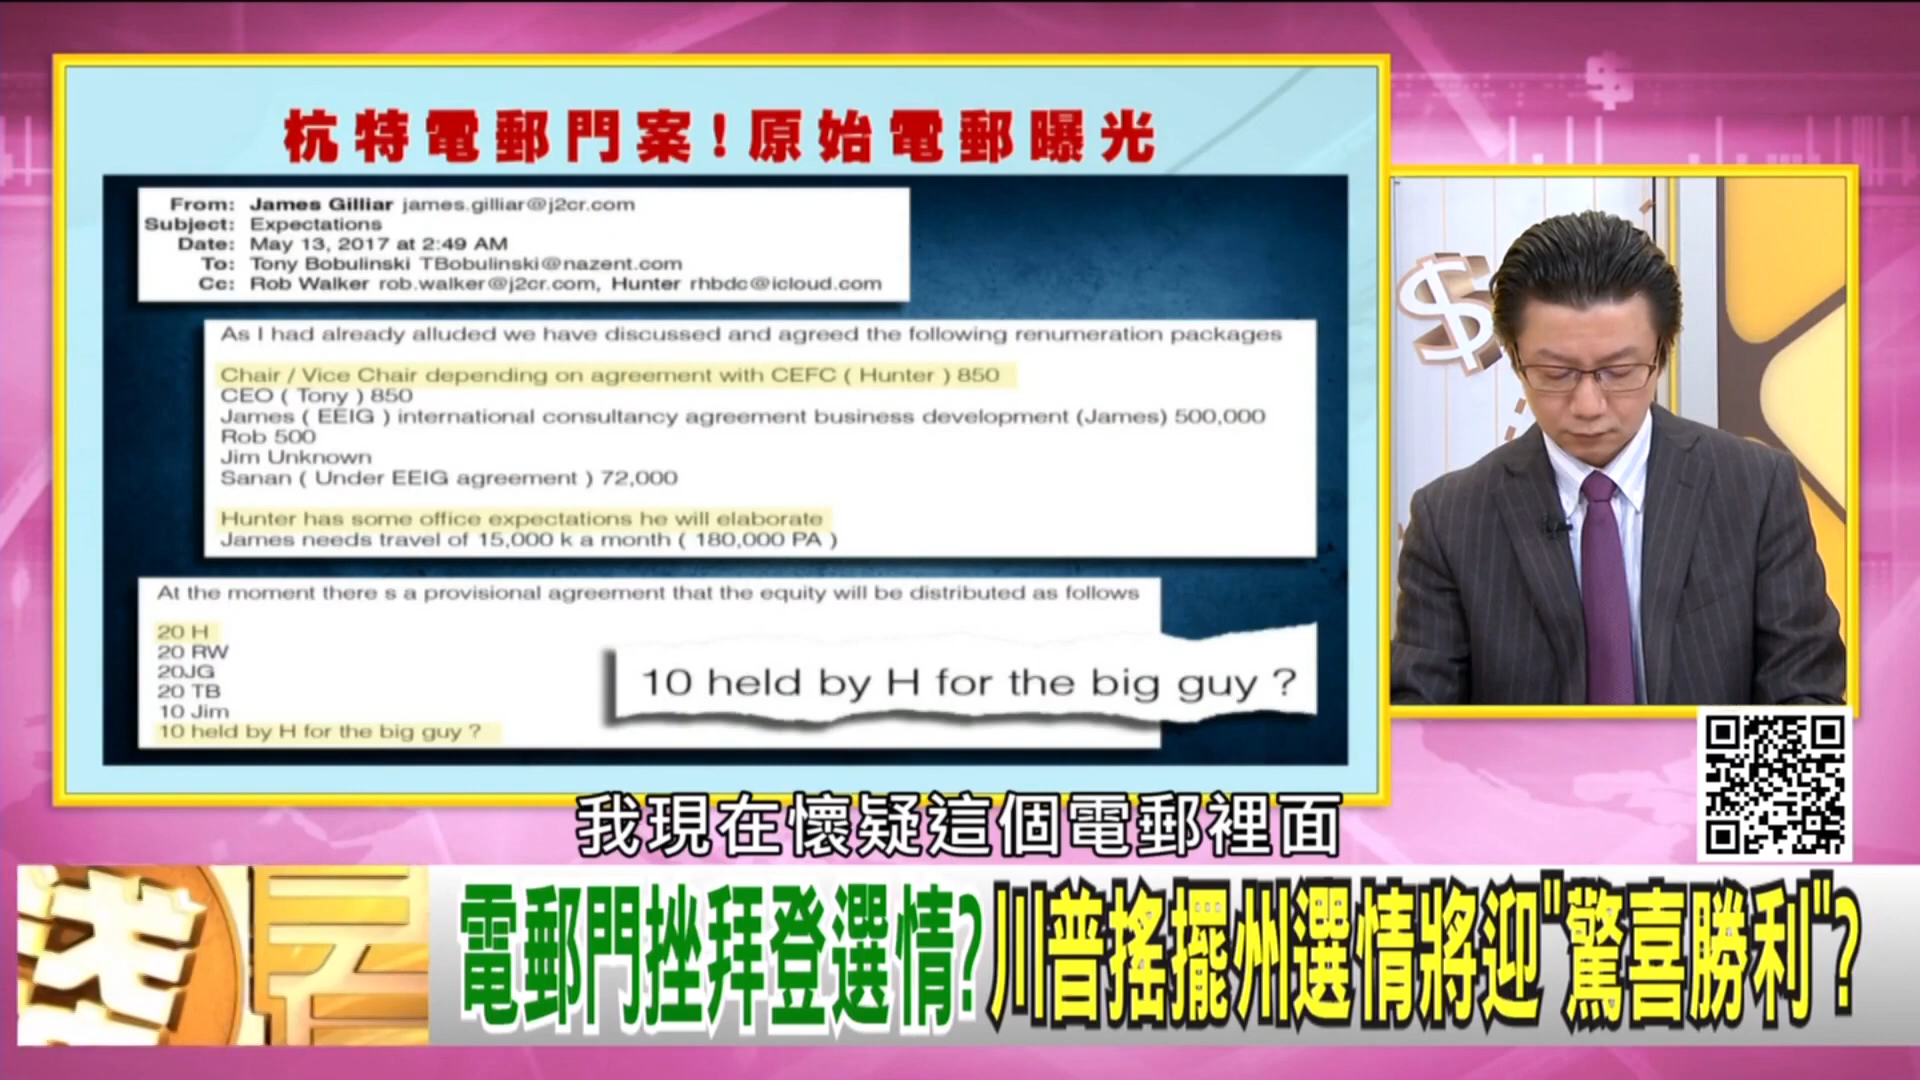 杭特電郵門案!原始電郵曝光
From: James Gilliar james.gilliar@j2cr.com
Subject: Expectations
Date: May 13, 2017 at 2:49 AM
To: Tony Bobulinski TBobulinski@nazent.com
Cc: Rob Walker rob.walker@j2cr.com, Hunter rhbdc@icloud.com
As I had already alluded we have discussed and agreed the following renumeration packages
Chair / Vice Chair depending on agreement with CEFC ( Hunter ) 850
CEO ( Tony ) 850
James ( EEIG ) international consultancy agreement business development (James) 500,000
Rob 500
Jim Unknown
Sanan ( Under EEIG agreement ) 72,000
Hunter has some office expectations he will elaborate
James needs travel of 15,000 k a month ( 180,000 PA )
At the moment there s a provisional agreement that the equity will be distributed as follows
20 H
20 RW
20JG
20 TB
10 Jim
10 held by H for the big guy ?
10 held by H for the big guy ?
$
我現在懷疑這個電郵裡面
電郵門挫拜登選情?川普搖擺州選情將迎"驚喜勝利"?